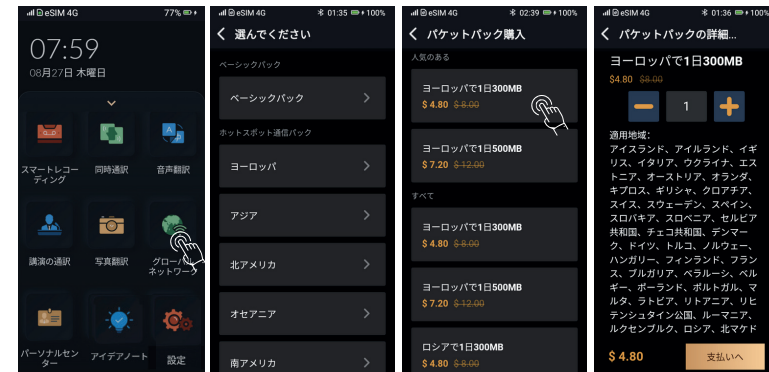 eSIM 4G
77%
07:59
08月27日 木曜日
スマートレコー
ディング
同時通訳
音声翻訳
講演の通訳
写真翻訳
グローバル
ネットワーク
パーソナルセン
ター
アイデアノート
設定
eSIM 4G
01:35
100%
選んでください
ベーシックパック
ベーシックパック
ホットスポット通信パック
ヨーロッパ
アジア
北アメリカ
オセアニア
南アメリカ
eSIM 4G
02:39
100%
パケットパック購入
人気のある
ヨーロッパで1日300MB
$ 4.80 $ 8.00
ヨーロッパで1日500MB
$ 7.20 $ 12.00
すべて
ヨーロッパで1日300MB
$ 4.80 $ 8.00
ヨーロッパで1日500MB
$ 7.20 $ 12.00
ロシアで1日100MB
$ 4.80 $ 8.00
eSIM 4G
01:36
100%
パケットパックの詳細...
ヨーロッパで1日300MB
$4.80 $8.00
1
適用地域:
アイスランド、アイルランド、イギ
リス、イタリア、ウクライナ、エス
トニア、オーストリア、オランダ、
キプロス、ギリシャ、クロアチア、
スイス、スウェーデン、スペイン、
スロバキア、スロベニア、セルビア
共和国、チェコ共和国、デンマー
ク、ドイツ、トルコ、ノルウェー、
ハンガリー、フィンランド、フラン
ス、ブルガリア、ベラルーシ、ベル
ギー、ポーランド、ポルトガル、マ
ルタ、ラトビア、リトアニア、リヒ
テンシュタイン公国、ルーマニア、
ルクセンブルク、ロシア、北マケド
$ 4.80
支払いへ